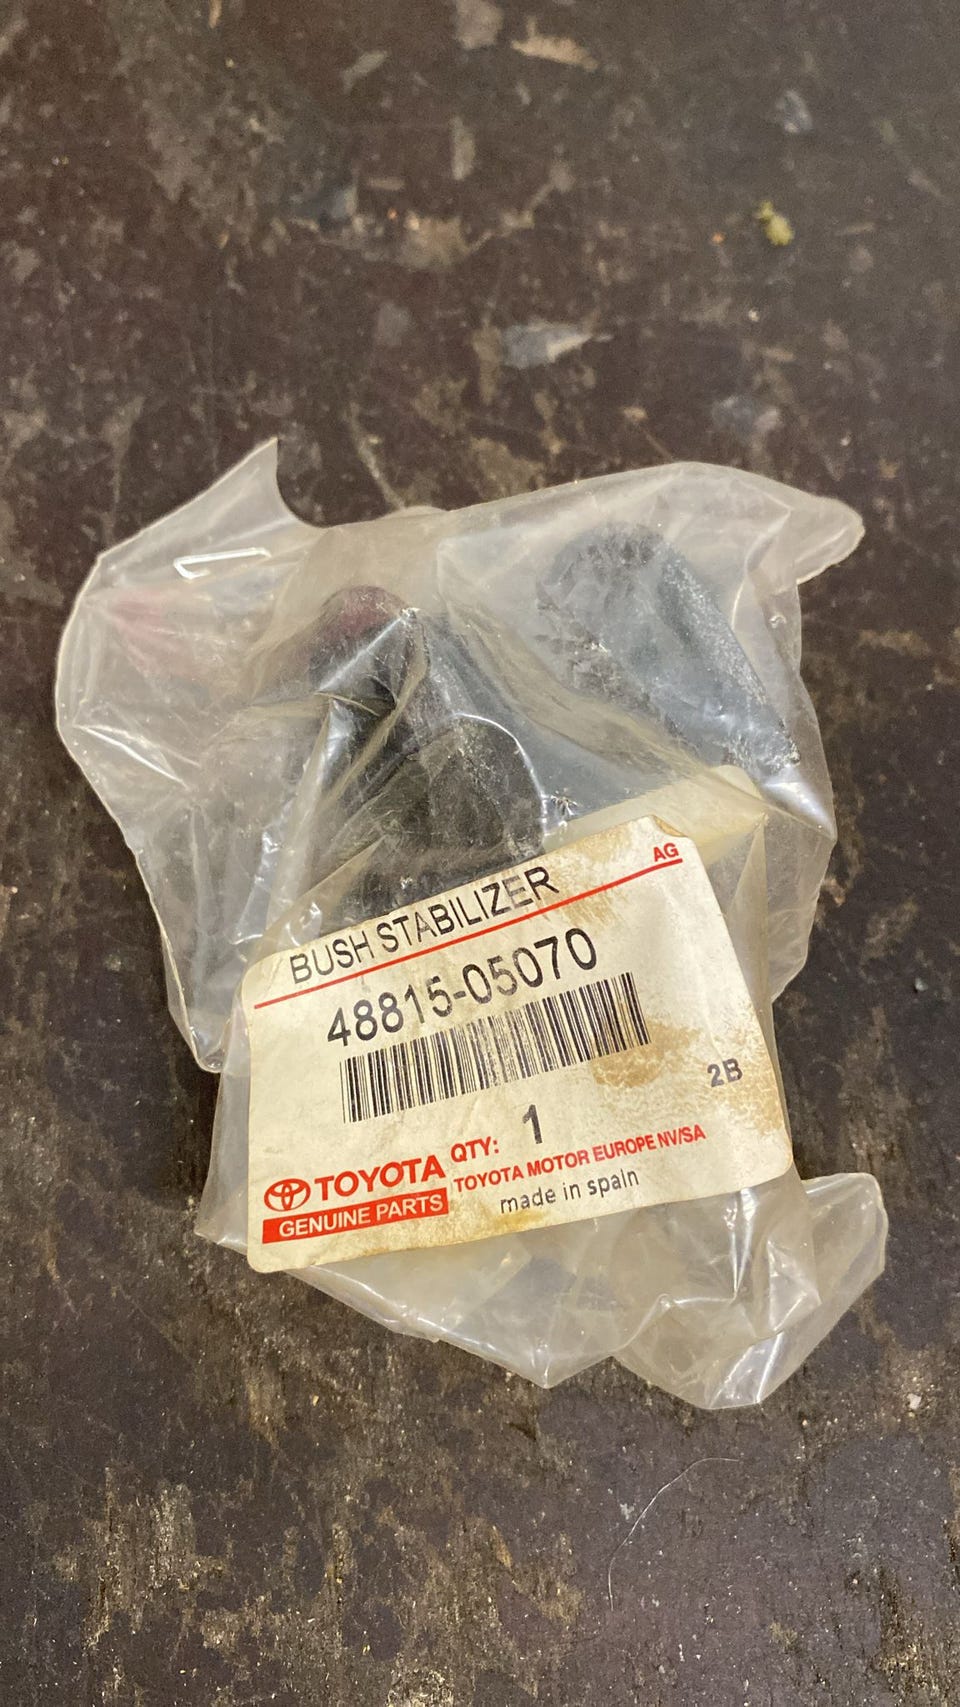 AG
BUSH STABILIZER
48815-05070
2B
QTY: 1
TOYOTA
TOYOTA MOTOR EUROPE NV/SA
GENUINE PARTS
made in spain